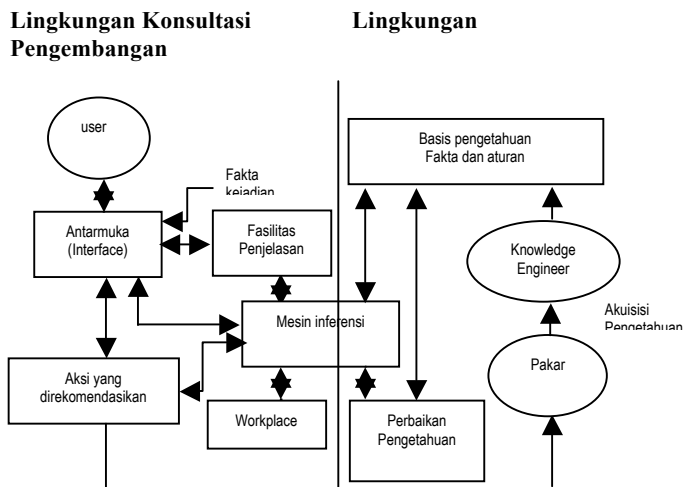 Lingkungan Konsultasi Lingkungan
Pengembangan
user
Basis pengetahuan
Fakta dan aturan
Fakta
kejadian
Antarmuka
(Interface)
Fasilitas
Penjelasan
Knowledge
Engineer
Mesin inferensi
Akuisisi
Pengetahuan
Aksi yang
direkomendasikan
Pakar
Workplace
Perbaikan
Pengetahuan